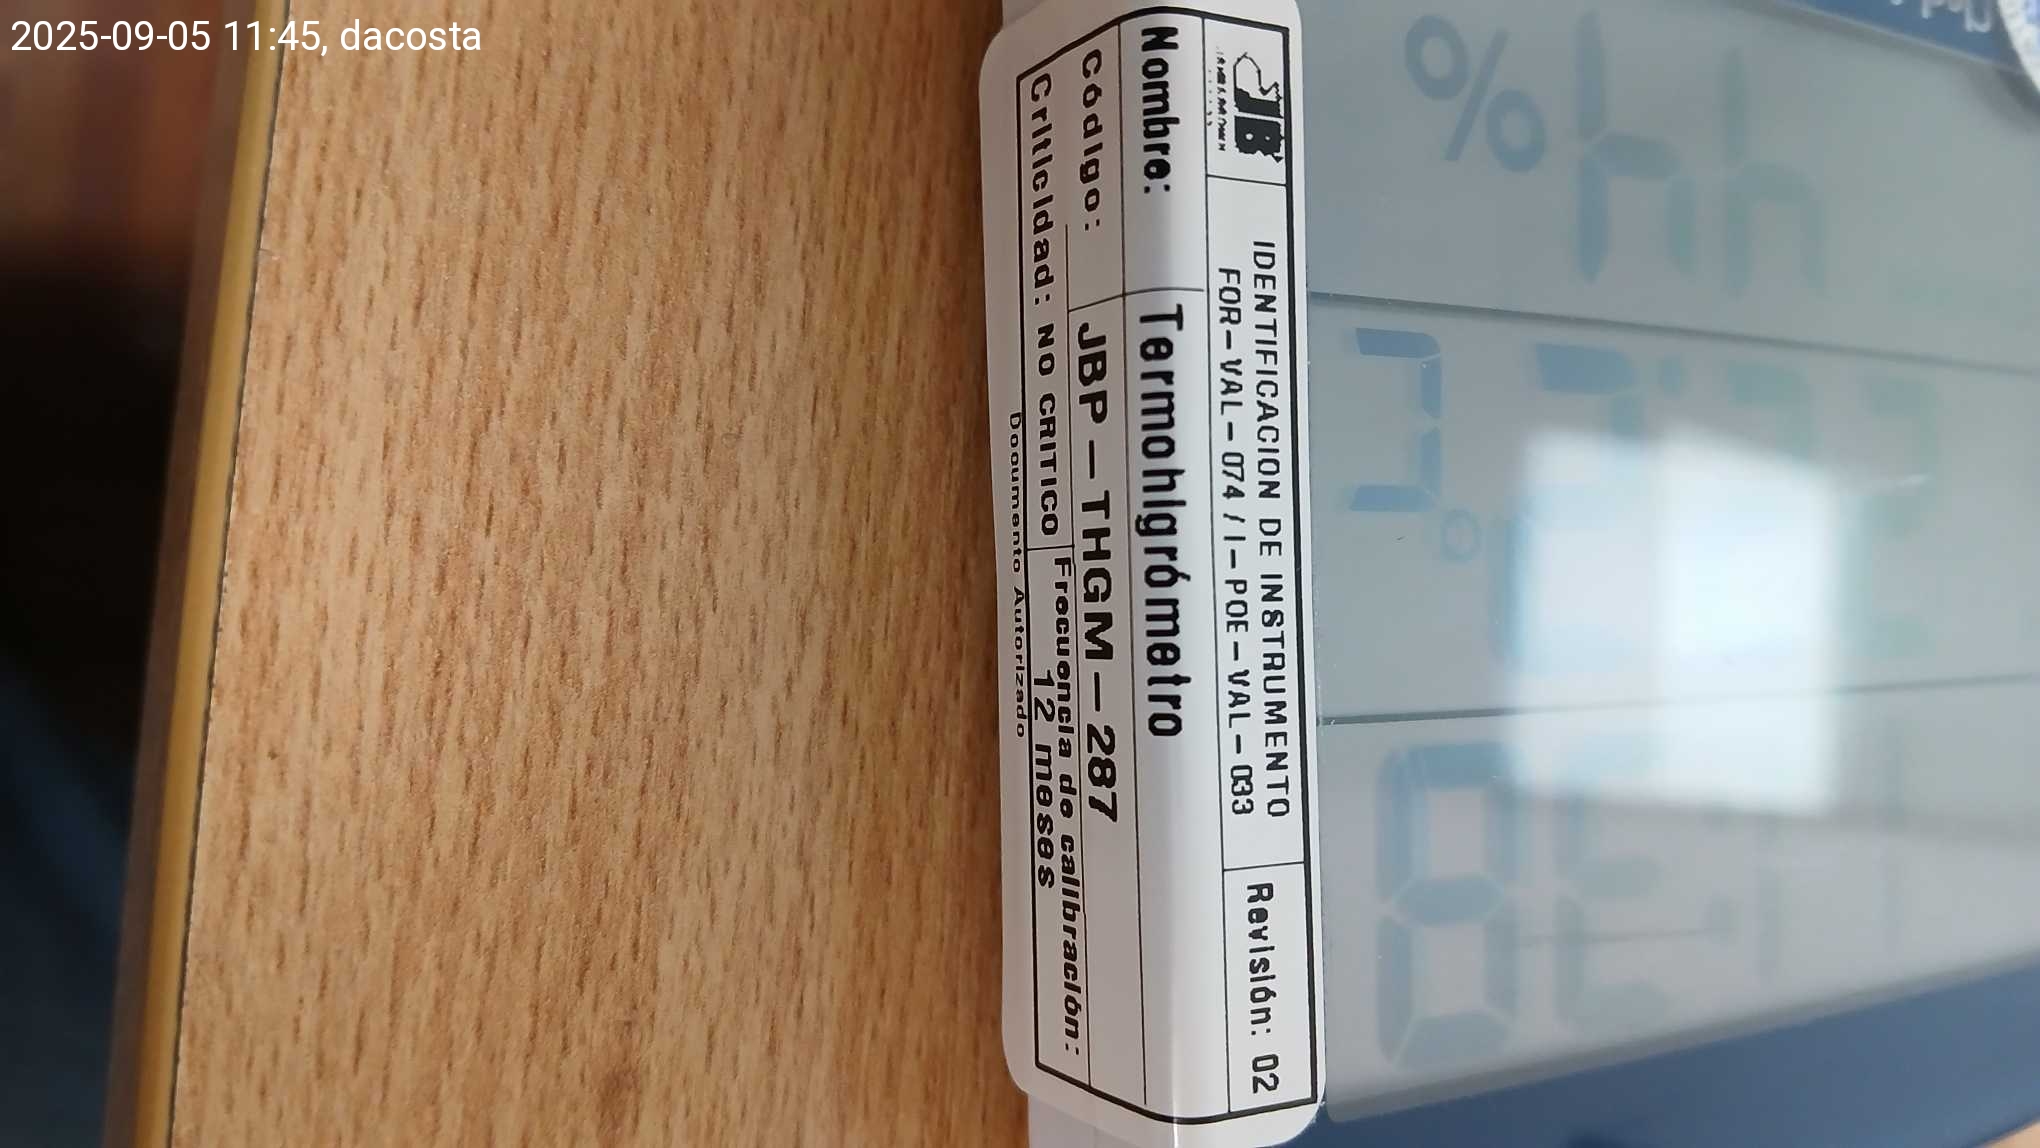 2025-09-05 11:45, dacosta
JB
IDENTIFICACION DE INSTRUMENTO
FOR-VAL-074 / I-POE-VAL-033
Revisión: 02
Nombre: Termohigrómetro
Código: JBP-THGM-287
Criticidad: NO CRITICO
Frecuencia de calibración:
12 meses
Documento Autorizado
%